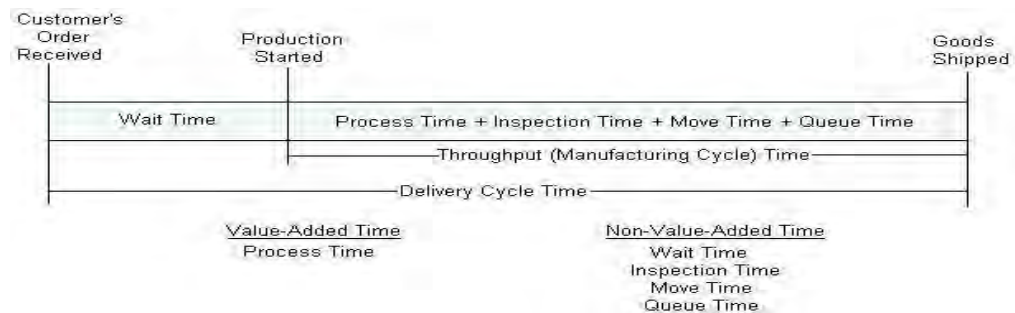 Customer's
Order
Received
Production
Started
Goods
Shipped
Wait Time
Process Time + Inspection Time + Move Time + Queue Time
Throughput (Manufacturing Cycle) Time
Delivery Cycle Time
Value-Added Time
Process Time
Non-Value-Added Time
Wait Time
Inspection Time
Move Time
Queue Time